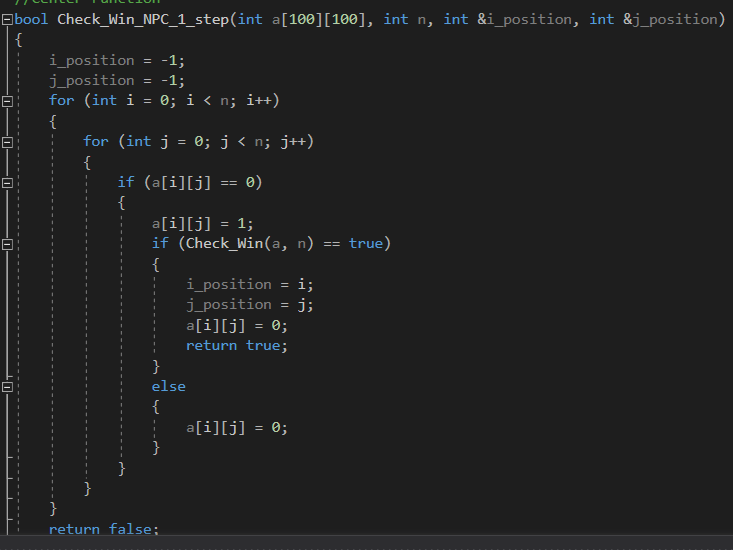 //Center Function
bool Check_Win_NPC_1_step(int a[100][100], int n, int &i_position, int &j_position)
{
    i_position = -1;
    j_position = -1;
    for (int i = 0; i < n; i++)
    {
        for (int j = 0; j < n; j++)
        {
            if (a[i][j] == 0)
            {
                a[i][j] = 1;
                if (Check_Win(a, n) == true)
                {
                    i_position = i;
                    j_position = j;
                    a[i][j] = 0;
                    return true;
                }
                else
                {
                    a[i][j] = 0;
                }
            }
        }
    }
    return false;